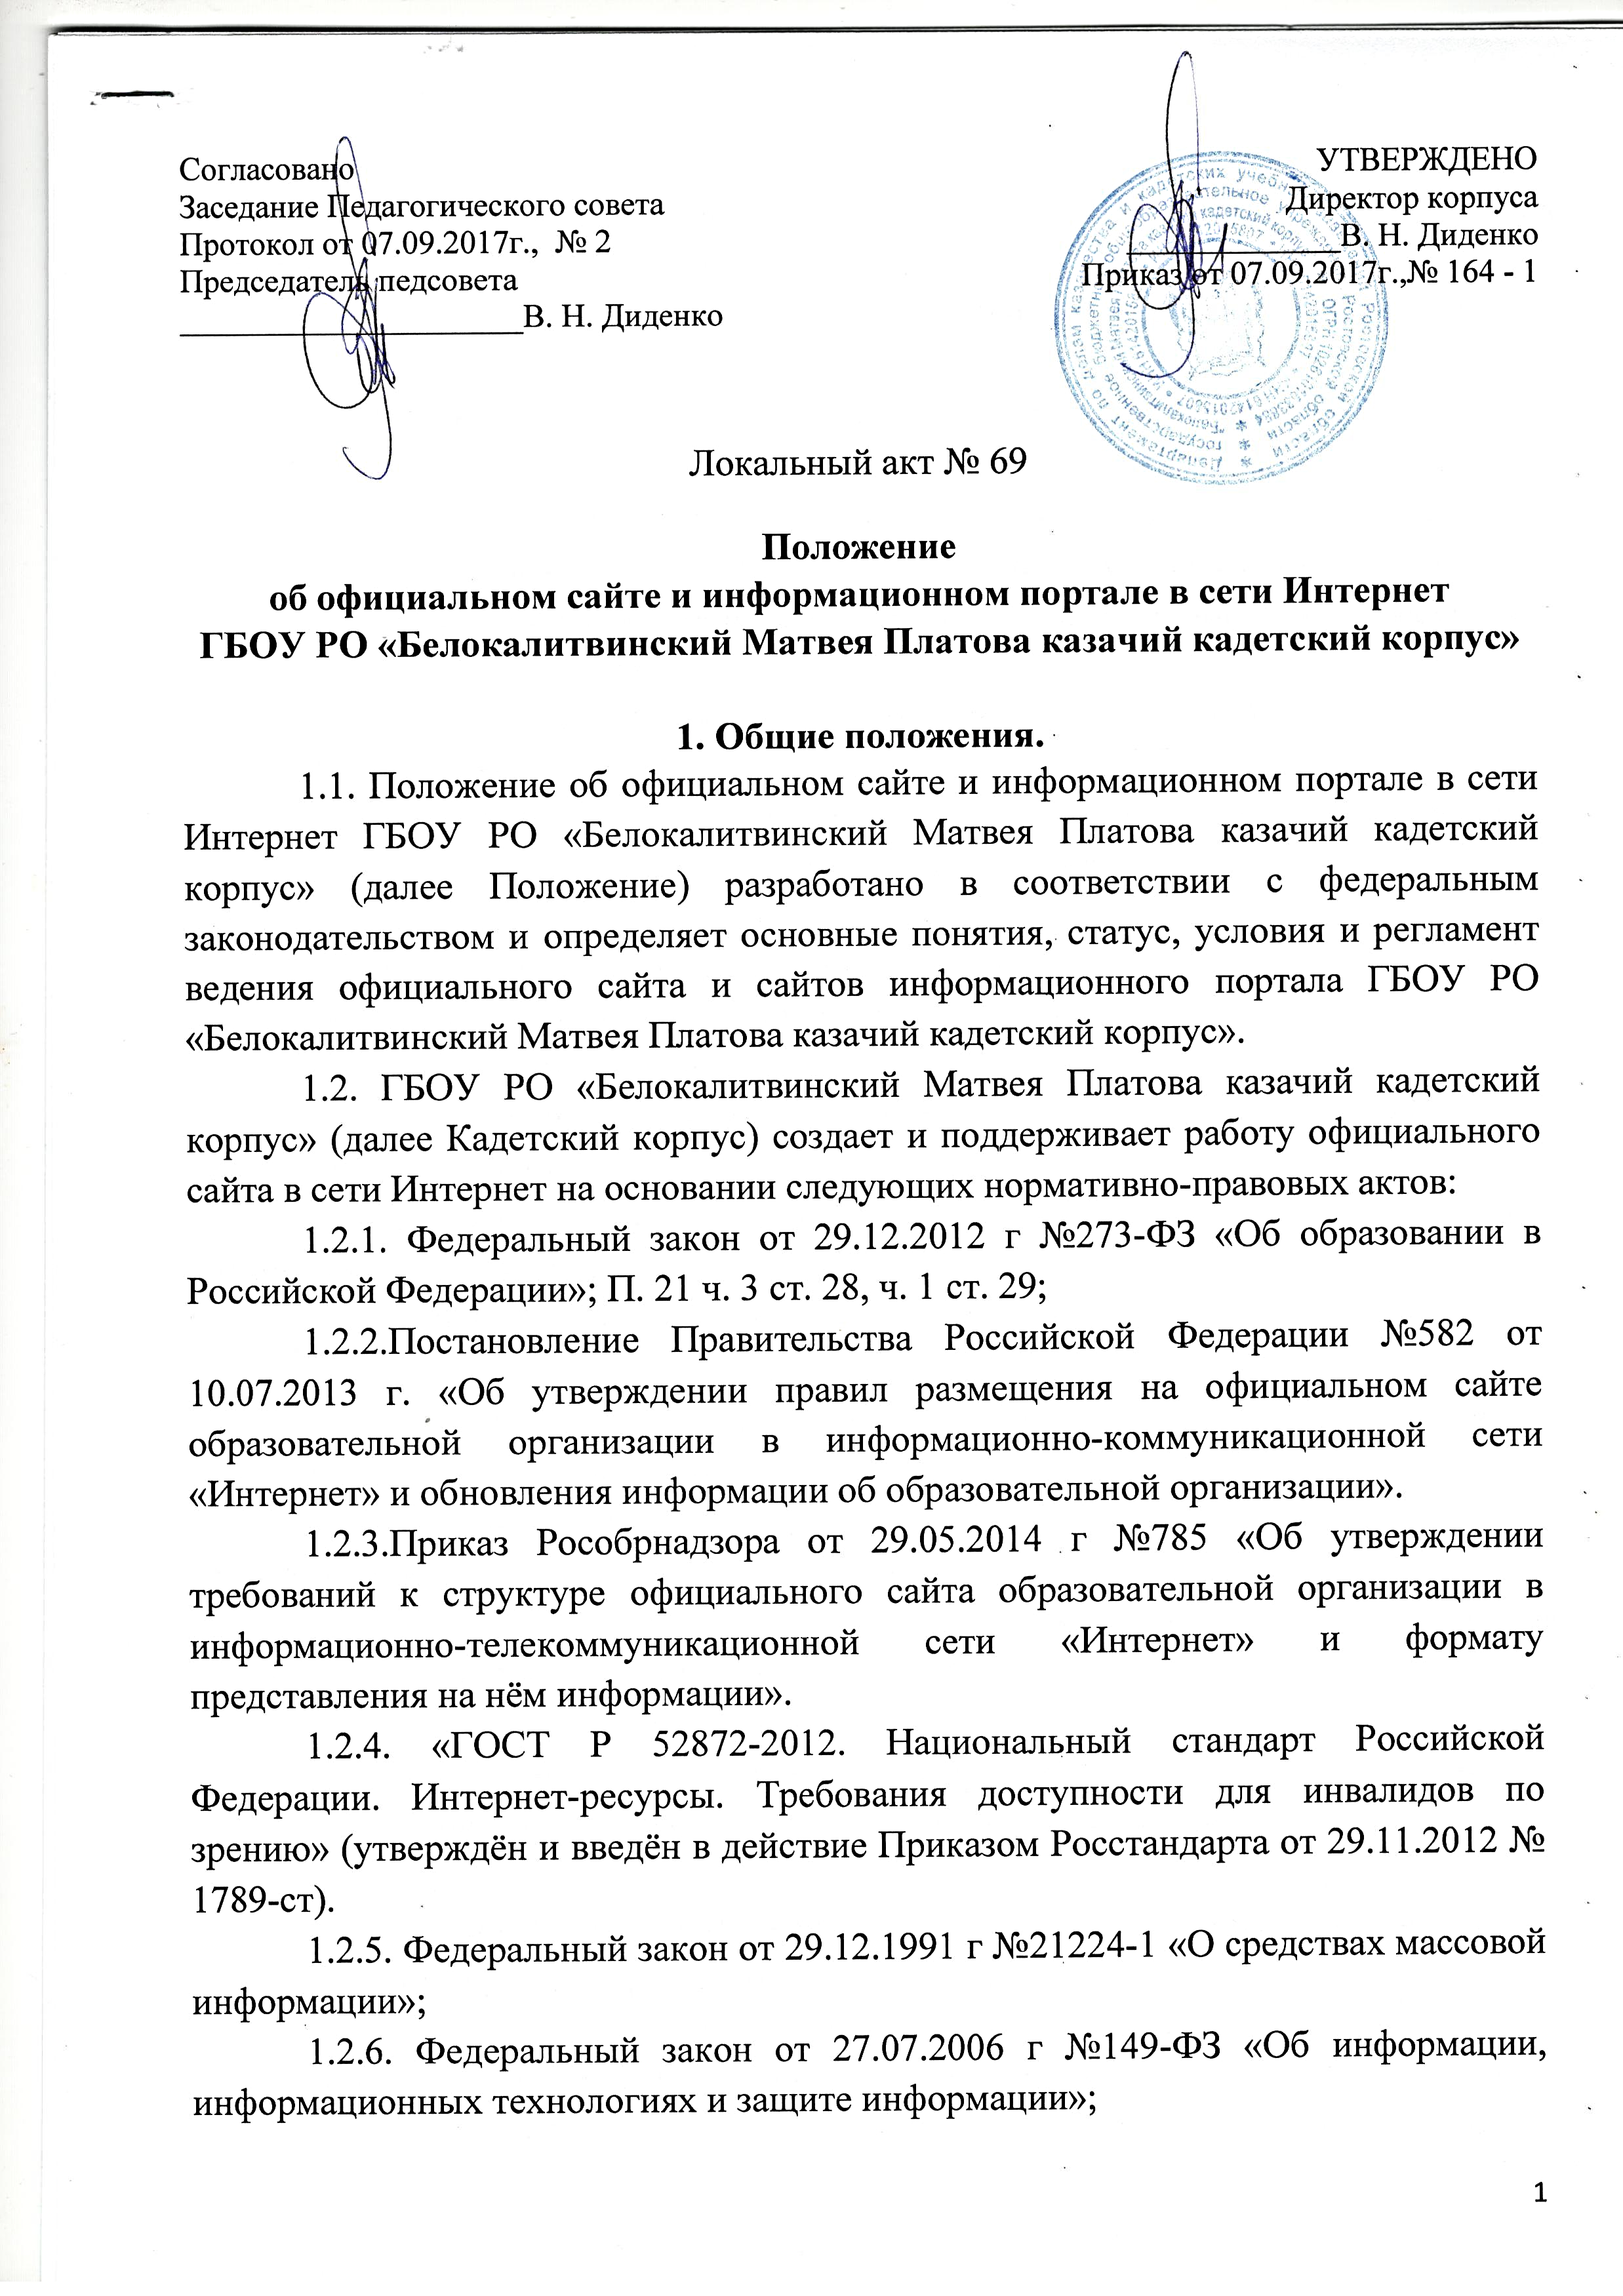 Согласовано
Заседание Педагогического совета
Протокол от 07.09.2017г.,  № 2
Председатель педсовета
______________________В. Н. Диденко
УТВЕРЖДЕНО
Директор корпуса
______________В. Н. Диденко
Приказ от 07.09.2017г.,№ 164 - 1
Локальный акт № 69
Положение
об официальном сайте и информационном портале в сети Интернет
ГБОУ РО «Белокалитвинский Матвея Платова казачий кадетский корпус»
1. Общие положения.
1.1. Положение об официальном сайте и информационном портале в сети
Интернет ГБОУ РО «Белокалитвинский Матвея Платова казачий кадетский
корпус» (далее Положение) разработано в соответствии с федеральным
законодательством и определяет основные понятия, статус, условия и регламент
ведения официального сайта и сайтов информационного портала ГБОУ РО
«Белокалитвинский Матвея Платова казачий кадетский корпус».
1.2. ГБОУ РО «Белокалитвинский Матвея Платова казачий кадетский
корпус» (далее Кадетский корпус) создает и поддерживает работу официального
сайта в сети Интернет на основании следующих нормативно-правовых актов:
1.2.1. Федеральный закон от 29.12.2012 г №273-ФЗ «Об образовании в
Российской Федерации»; П. 21 ч. 3 ст. 28, ч. 1 ст. 29;
1.2.2.Постановление Правительства Российской Федерации №582 от
10.07.2013 г. «Об утверждении правил размещения на официальном сайте
образовательной организации в информационно-коммуникационной сети
«Интернет» и обновления информации об образовательной организации».
1.2.3.Приказ Рособрнадзора от 29.05.2014 г №785 «Об утверждении
требований к структуре официального сайта образовательной организации в
информационно-телекоммуникационной сети «Интернет» и формату
представления на нём информации».
1.2.4. «ГОСТ Р 52872-2012. Национальный стандарт Российской
Федерации. Интернет-ресурсы. Требования доступности для инвалидов по
зрению» (утверждён и введён в действие Приказом Росстандарта от 29.11.2012 №
1789-ст).
1.2.5. Федеральный закон от 29.12.1991 г №21224-1 «О средствах массовой
информации»;
1.2.6. Федеральный закон от 27.07.2006 г №149-ФЗ «Об информации,
информационных технологиях и защите информации»;
1